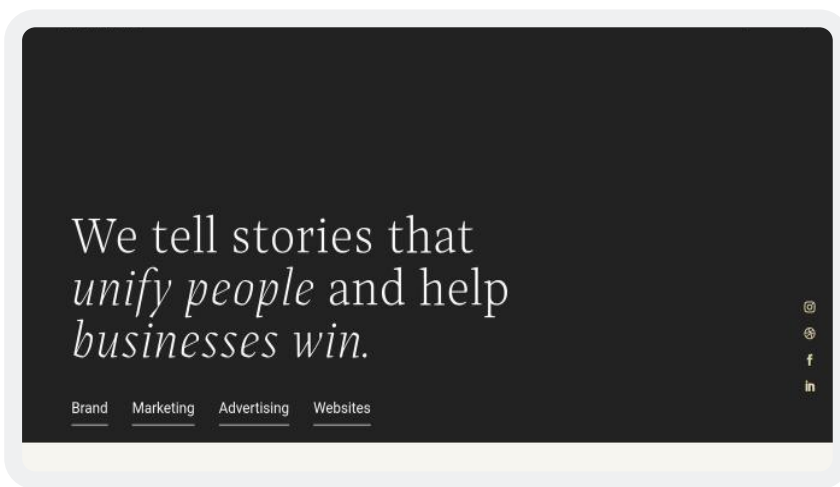 We tell stories that
unify people and help
businesses win.
Brand Marketing Advertising Websites